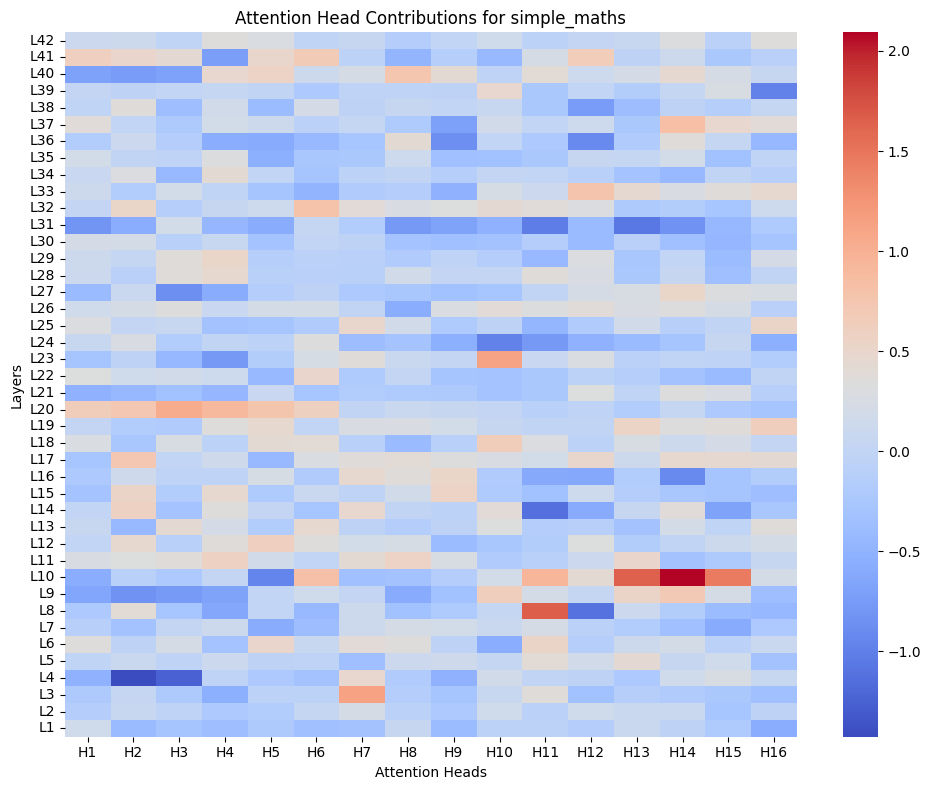 Attention Head Contributions for simple_maths
Layers
L42
L41
L40
L39
L38
L37
L36
L35
L34
L33
L32
L31
L30
L29
L28
L27
L26
L25
L24
L23
L22
L21
L20
L19
L18
L17
L16
L15
L14
L13
L12
L11
L10
L9
L8
L7
L6
L5
L4
L3
L2
L1
H1 H2 H3 H4 H5 H6 H7 H8 H9 H10 H11 H12 H13 H14 H15 H16
Attention Heads
2.0
1.5
1.0
0.5
0.0
−0.5
−1.0